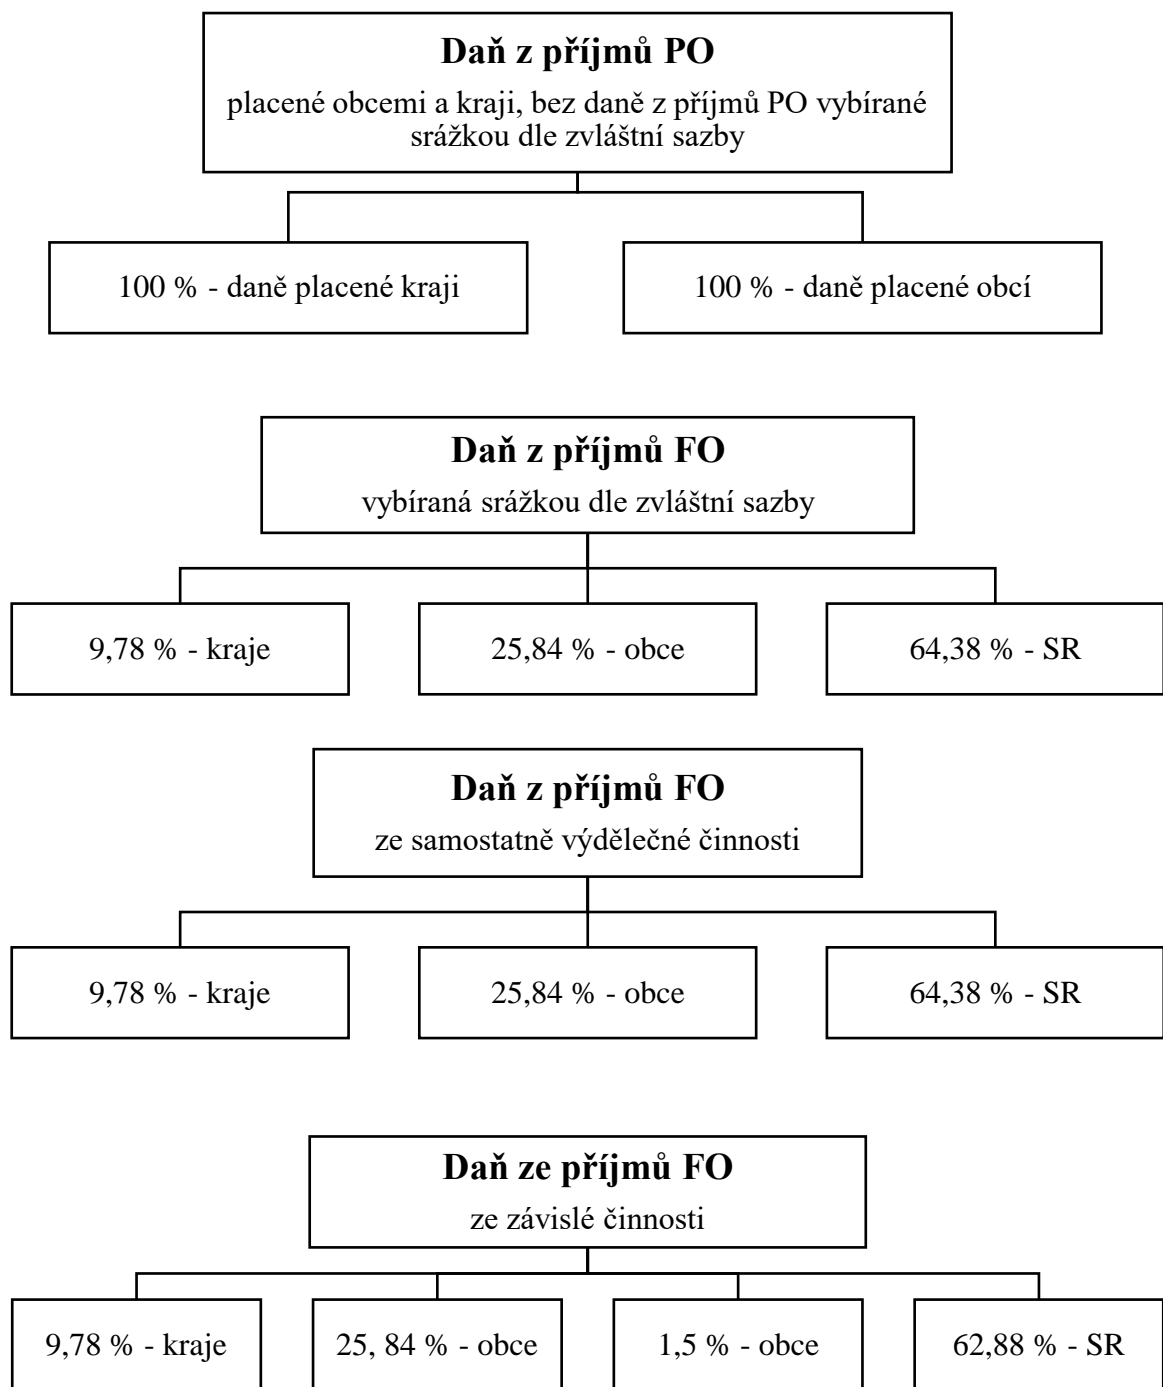 Daň z příjmů PO
placené obcemi a kraji, bez daně z příjmů PO vybírané
srážkou dle zvláštní sazby
100 % - daně placené kraji
100 % - daně placené obcí
Daň z příjmů FO
vybíraná srážkou dle zvláštní sazby
9,78 % - kraje
25,84 % - obce
64,38 % - SR
Daň z příjmů FO
ze samostatně výdělečné činnosti
9,78 % - kraje
25,84 % - obce
64,38 % - SR
Daň ze příjmů FO
ze závislé činnosti
9,78 % - kraje
25, 84 % - obce
1,5 % - obce
62,88 % - SR